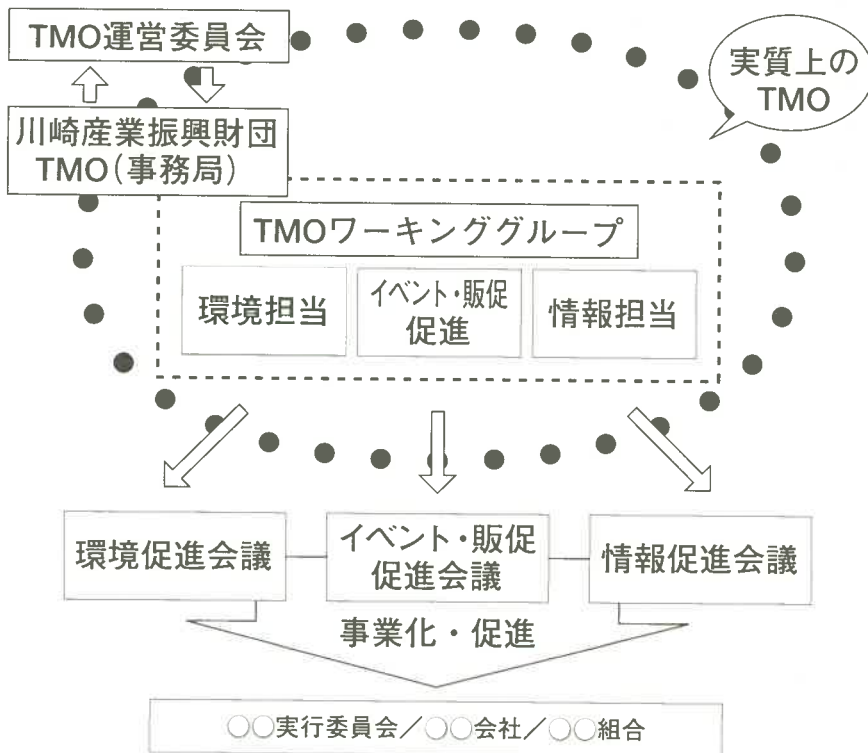 TMO運営委員会
実質上の
TMO
川崎産業振興財団
TMO(事務局)
TMOワーキンググループ
環境担当
イベント・販促
促進
情報担当
環境促進会議
イベント・販促
促進会議
情報促進会議
事業化・促進
○○実行委員会／○○会社／○○組合